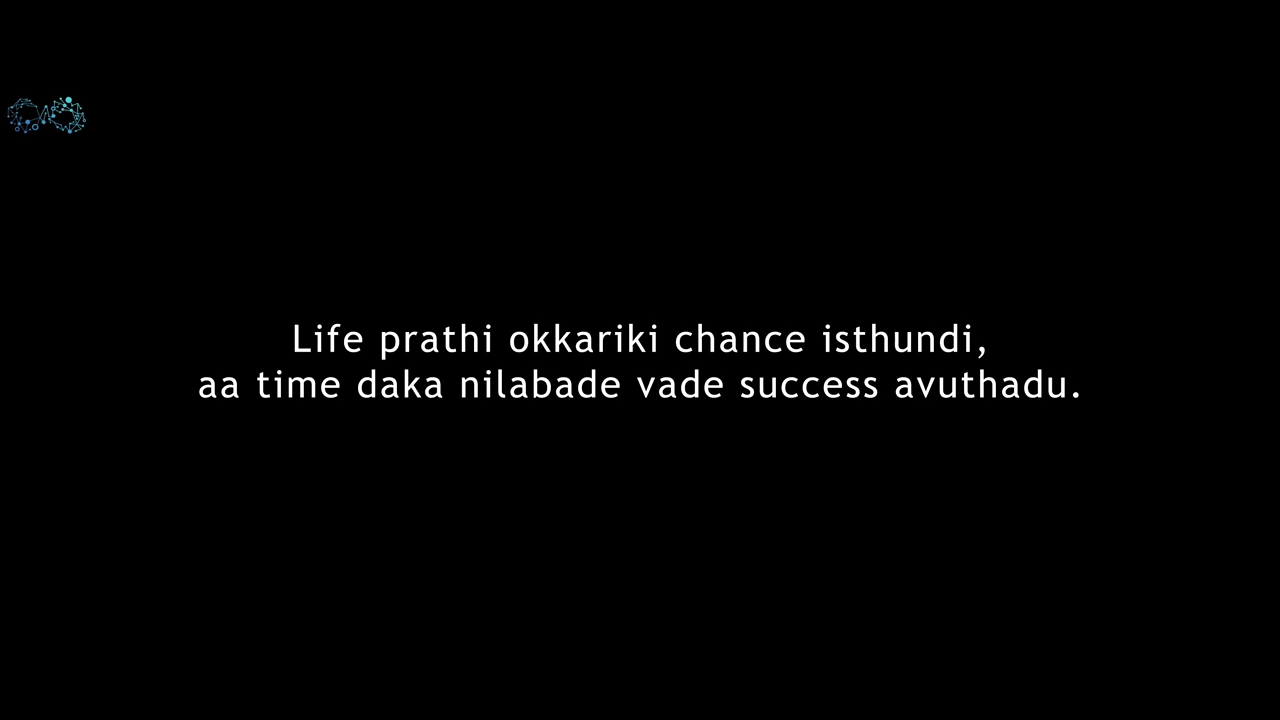 Life prathi okkariki chance isthundi,
aa time daka nilabade vade success avuthadu.